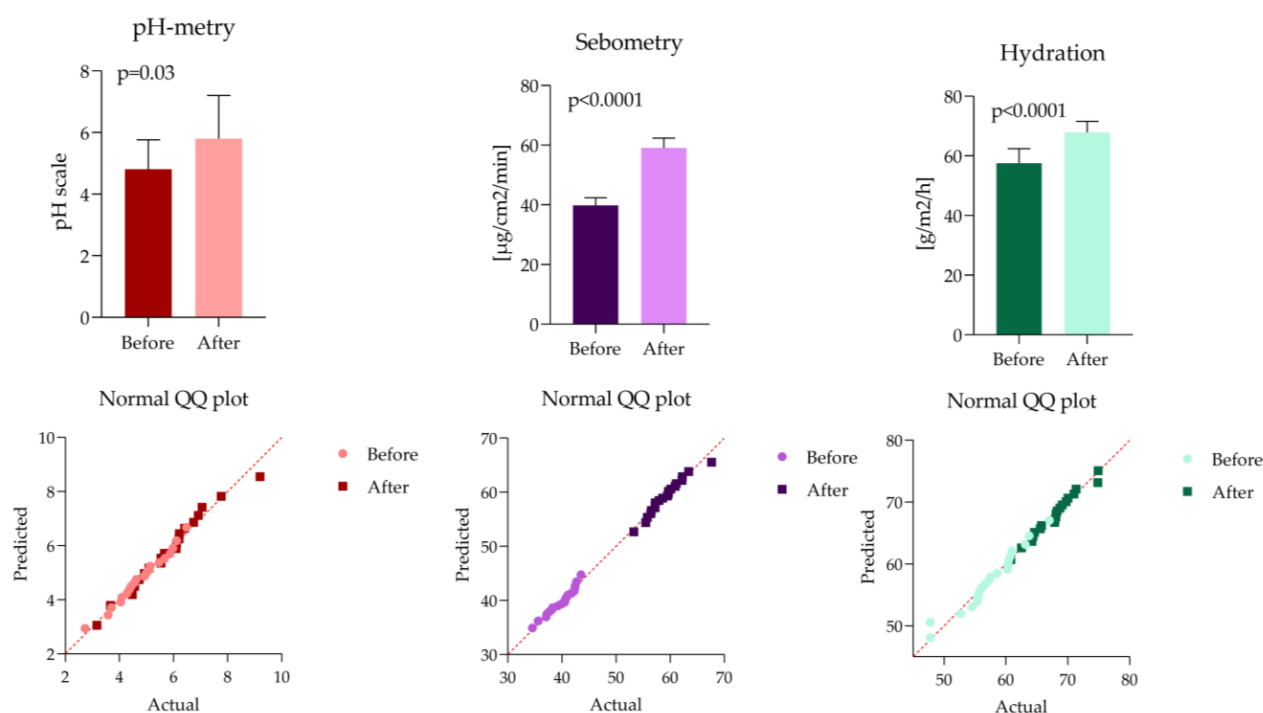 pH-metry
p=0.03
pH scale
8
6
4
2
0
Before After
Sebometry
p<0.0001
[µg/cm2/min]
80
60
40
20
0
Before After
Hydration
p<0.0001
[g/m2/h]
80
60
40
20
0
Before After
Normal QQ plot
Predicted
10
8
6
4
2
2 4 6 8 10
Actual
Before
After
Normal QQ plot
Predicted
70
60
50
40
30
30 40 50 60 70
Actual
Before
After
Normal QQ plot
Predicted
80
70
60
50
50 60 70 80
Actual
Before
After